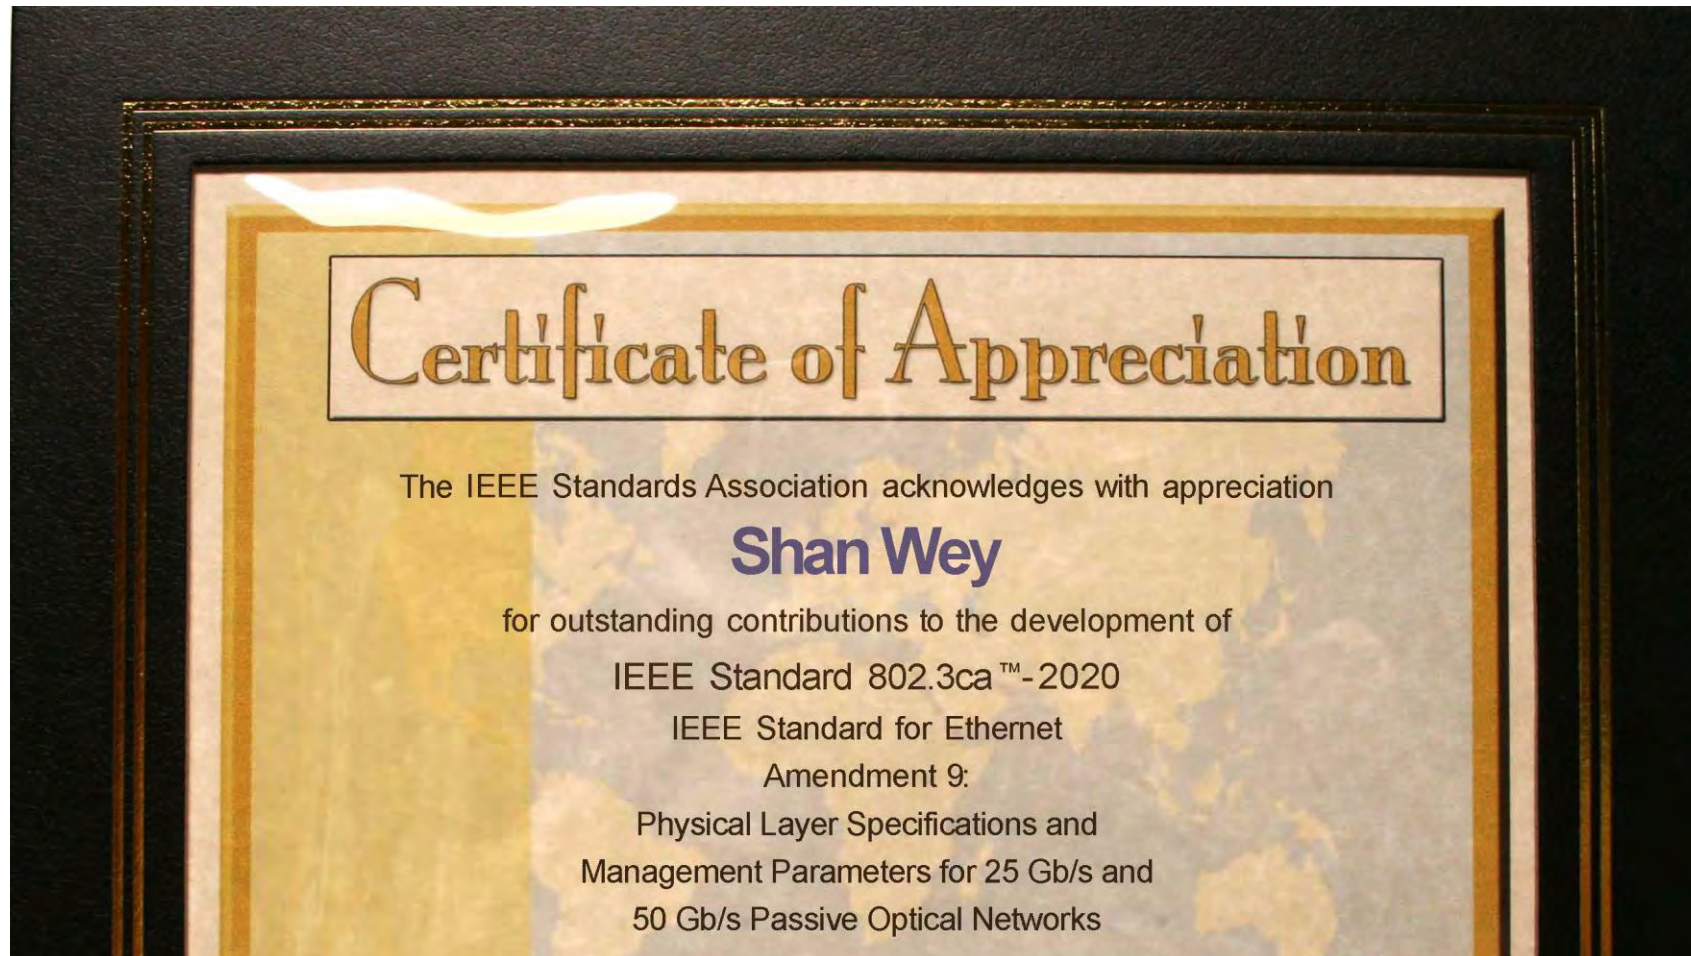 Certificate of Appreciation
The IEEE Standards Association acknowledges with appreciation
Shan Wey
for outstanding contributions to the development of
IEEE Standard 802.3ca™-2020
IEEE Standard for Ethernet
Amendment 9:
Physical Layer Specifications and
Management Parameters for 25 Gb/s and
50 Gb/s Passive Optical Networks